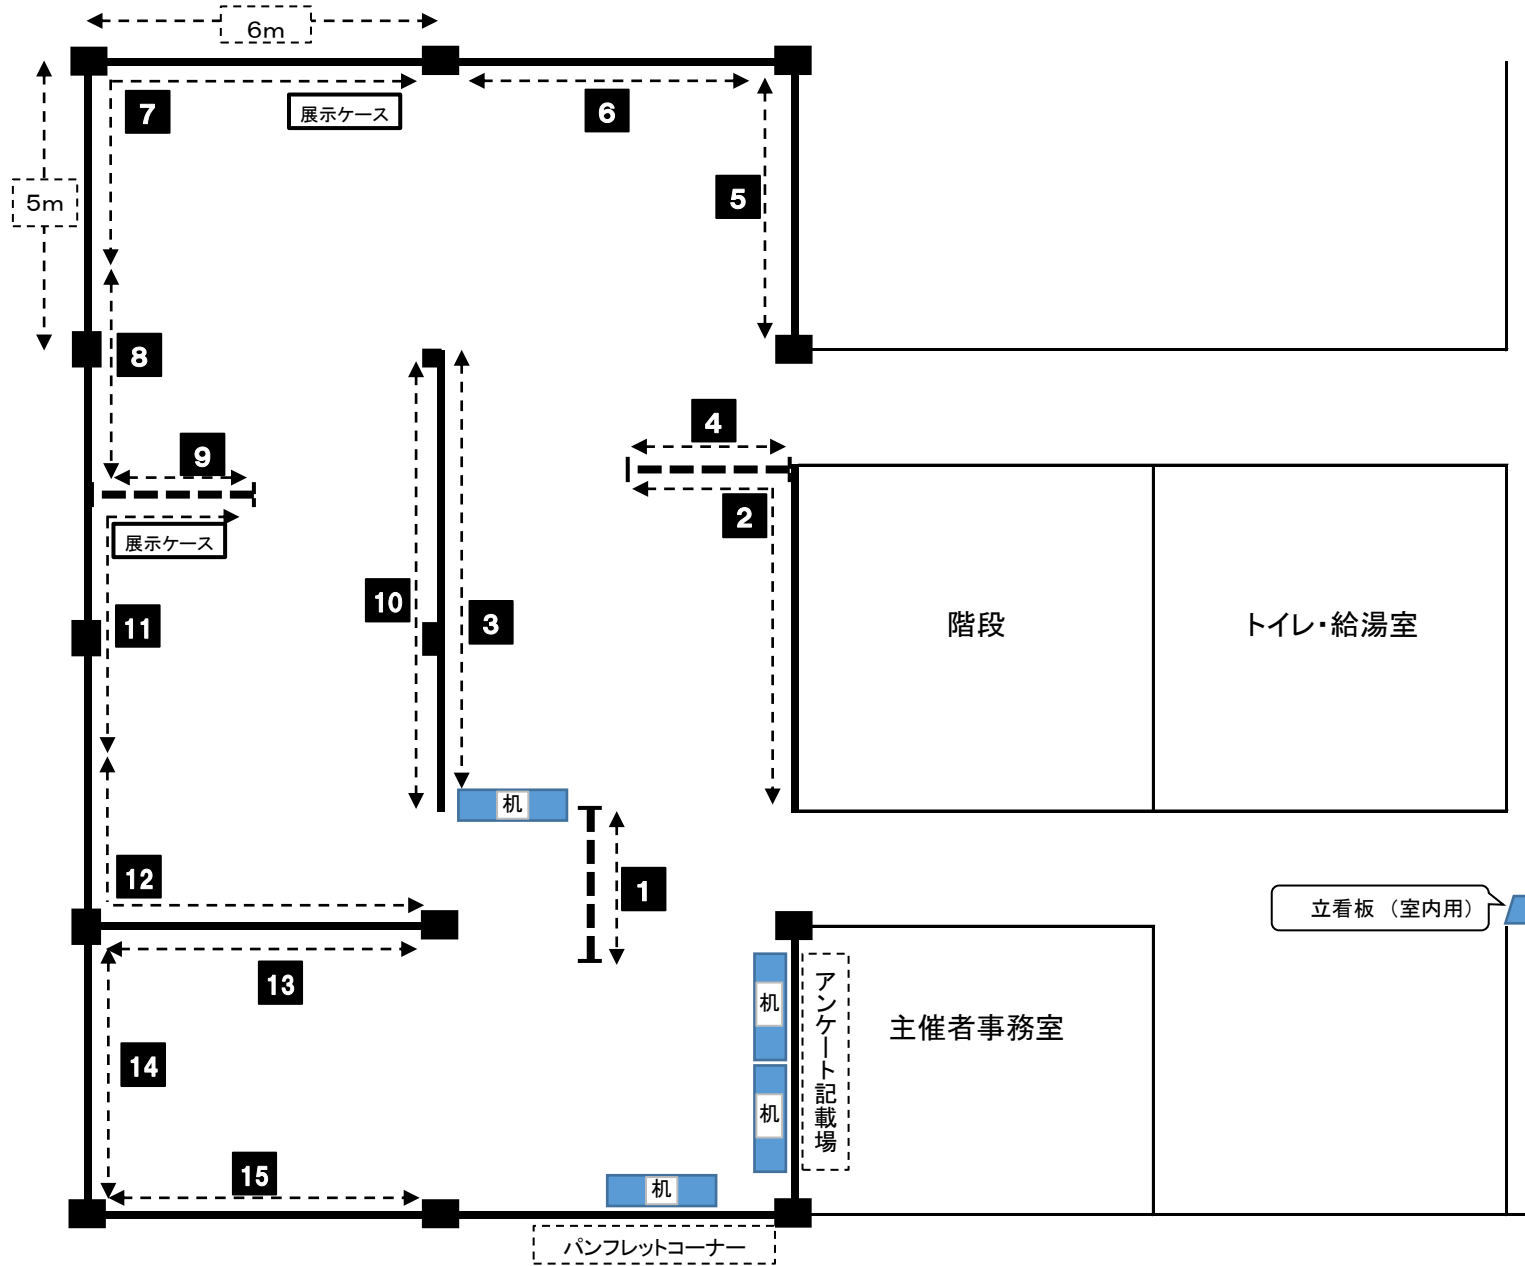 6m
7
展示ケース
6
5m
5
8
4
9
2
展示ケース
10
3
11
階段
トイレ・給湯室
机
12
1
立看板 （室内用）
13
机
アンケート記載場
主催者事務室
14
机
15
机
パンフレットコーナー